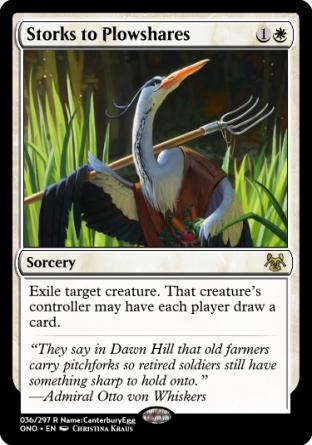 Storks to Plowshares 1
Sorcery
Exile target creature. That creature's
controller may have each player draw a
card.
“They say in Dawn Hill that old farmers
carry pitchforks so retired soldiers still have
something sharp to hold onto.”
—Admiral Otto von Whiskers
036/297 R Name:CanterburyEgg
ONO • EN Christina Kraus